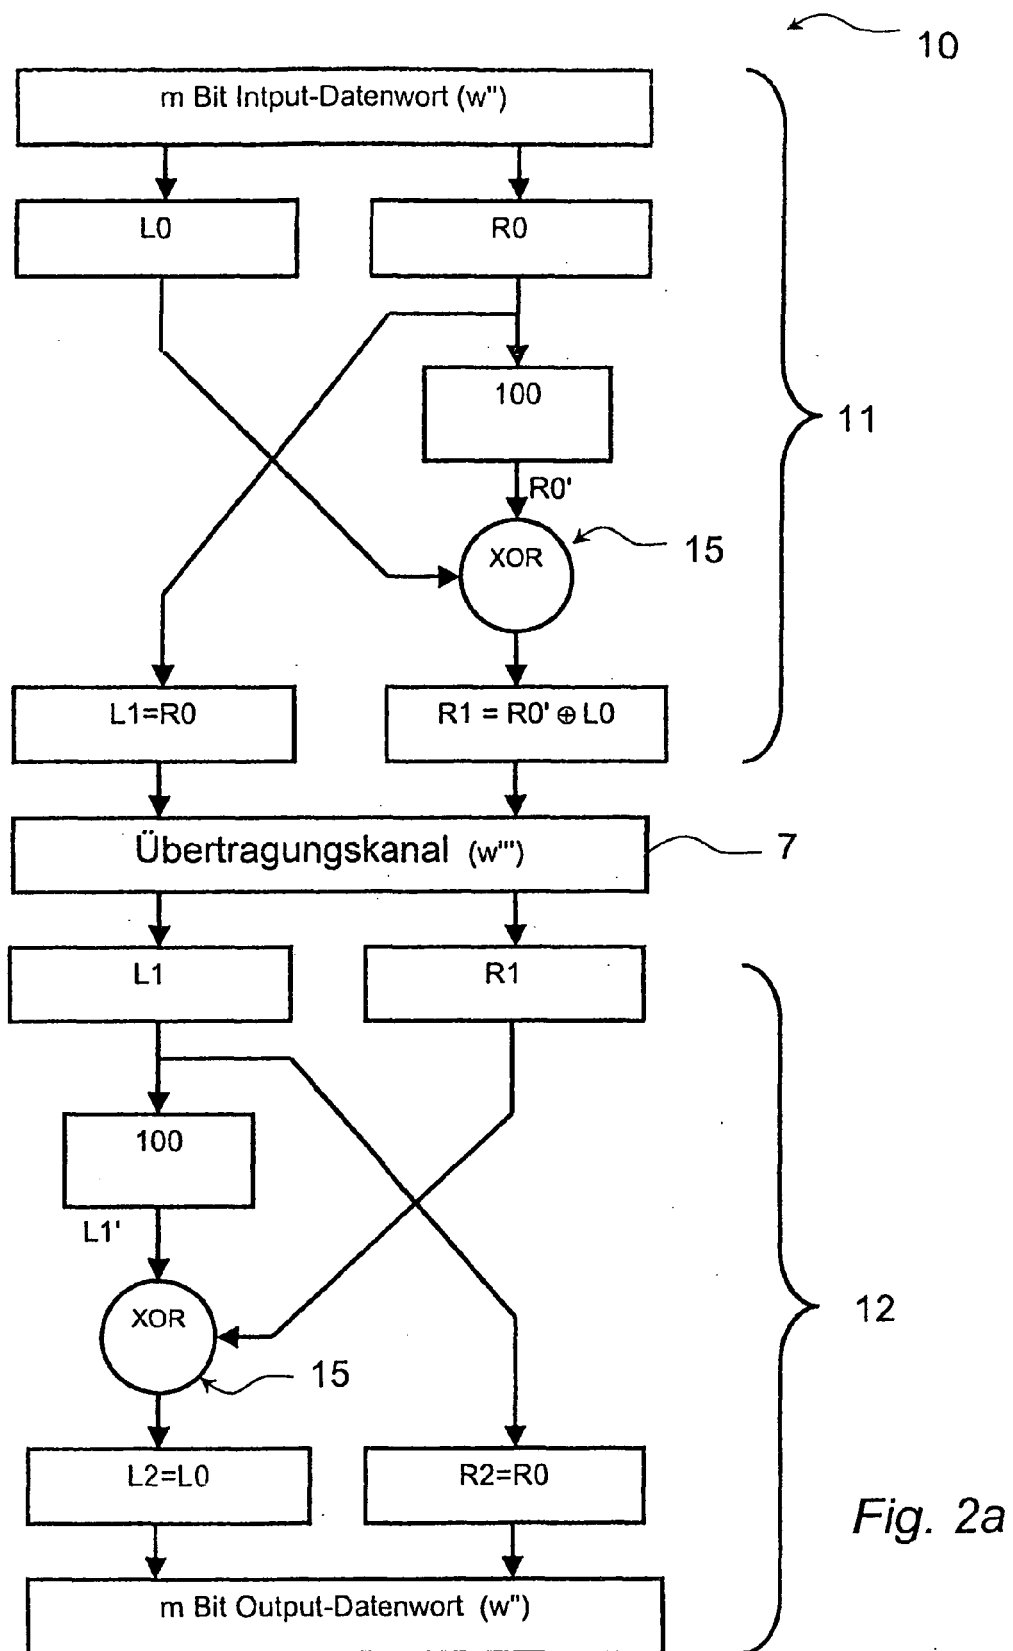 10
m Bit Intput-Datenwort (w'')
L0
R0
100
11
R0'
XOR
15
L1=R0
R1 = R0' ⊕ L0
Übertragungskanal (w''')
7
L1
R1
100
L1'
XOR
12
15
L2=L0
R2=R0
Fig. 2a
m Bit Output-Datenwort (w'')